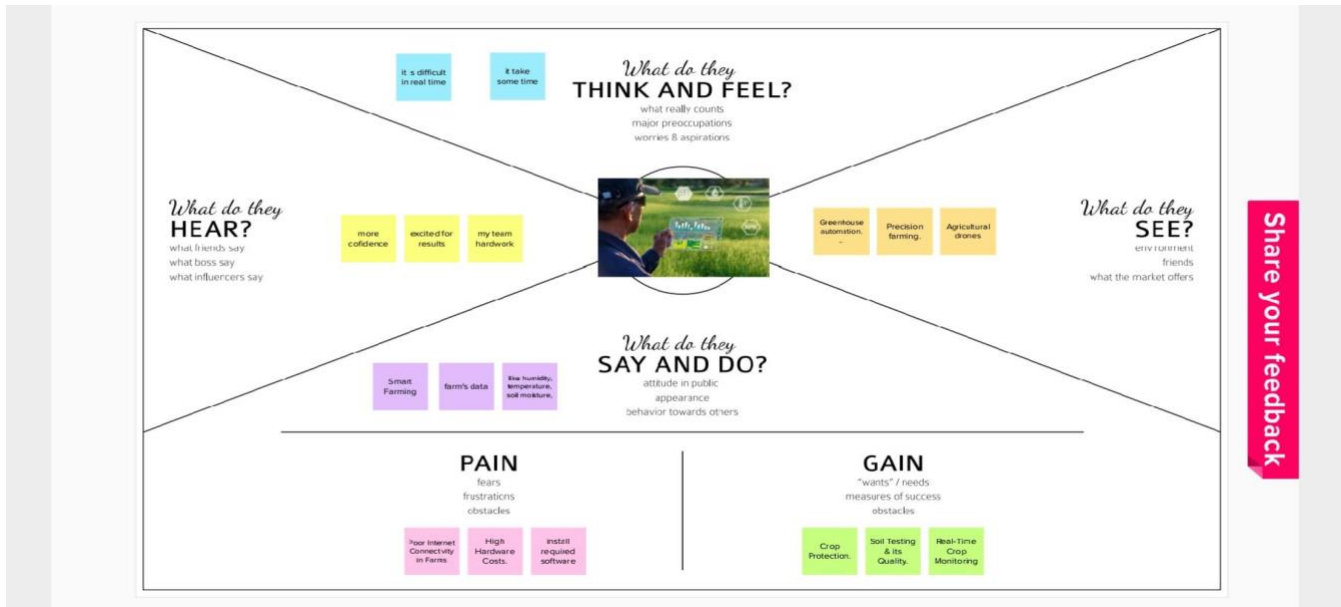 it s difficult
in real time
it take
some time
What do they
THINK AND FEEL?
what really counts
major preoccupations
worries & aspirations
What do they
HEAR?
what friends say
what boss say
what influencers say
more
cofidence
excited for
results
my team
hardwork
Greenhouse
automation.
Precision
farming.
Agricultural
drones
What do they
SEE?
environment
friends
what the market offers
What do they
SAY AND DO?
attitude in public
appearance
behavior towards others
Smart
Farming
farm's data
like humidity,
temperature,
soil moisture,
PAIN
fears
frustrations
obstacles
Poor Internet
Connectivity
in Farms
High
Hardware
Costs.
install
required
software
GAIN
"wants" / needs
measures of success
obstacles
Crop
Protection.
Soil Testing
& its
Quality.
Real-Time
Crop
Monitoring
Share your feedback